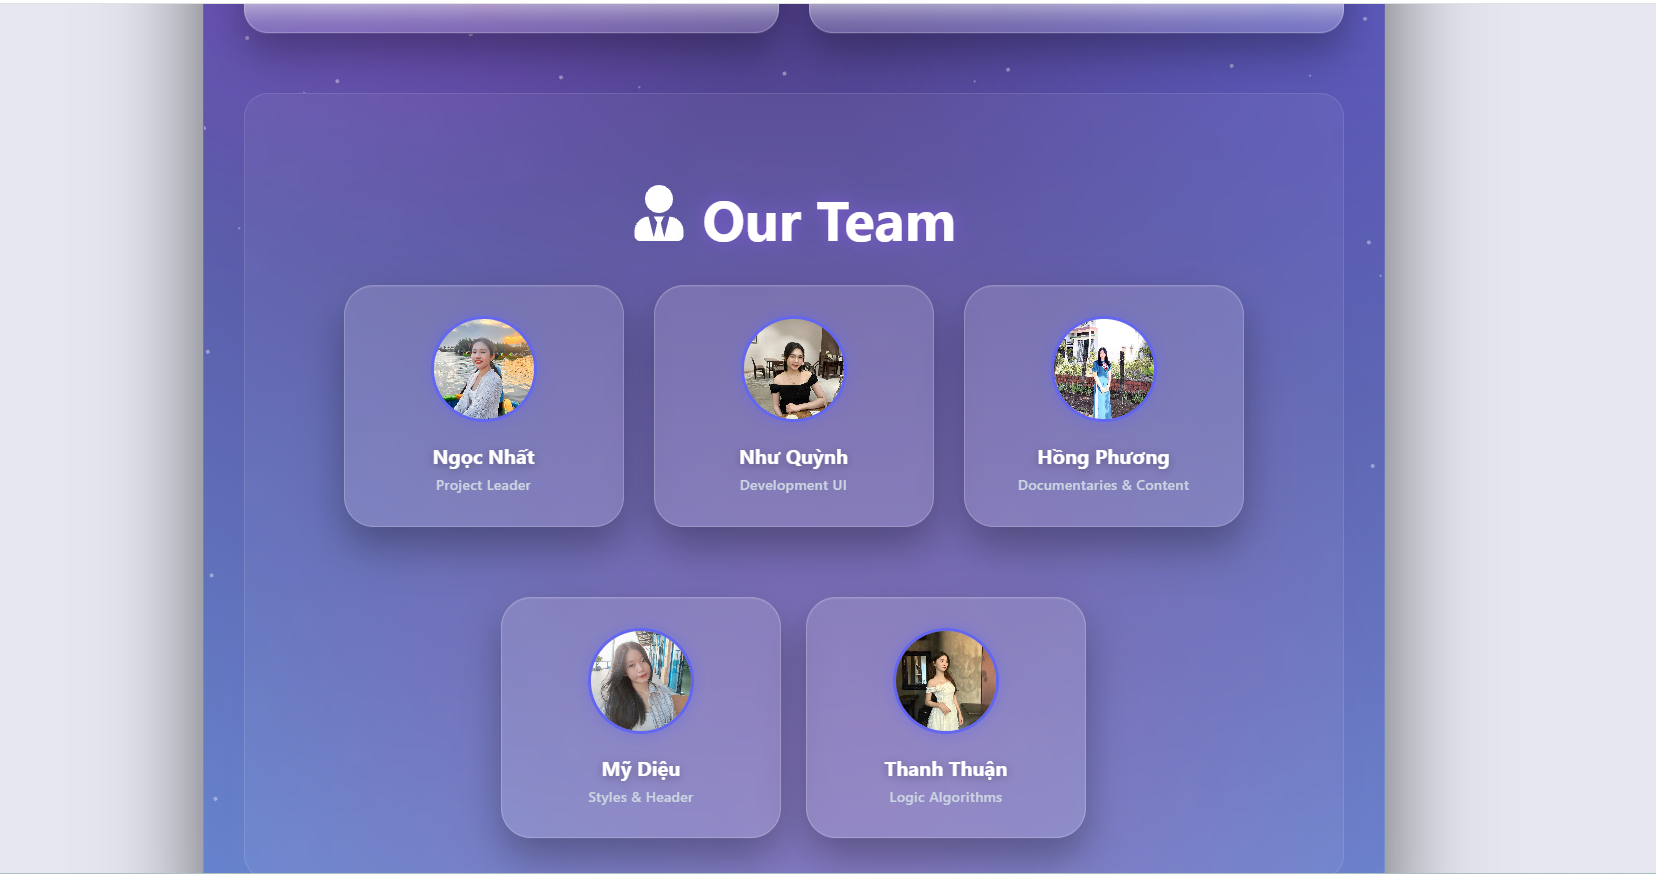 Our Team
Ngọc Nhất
Project Leader
Như Quỳnh
Development UI
Hồng Phương
Documentaries & Content
Mỹ Diệu
Styles & Header
Thanh Thuận
Logic Algorithms